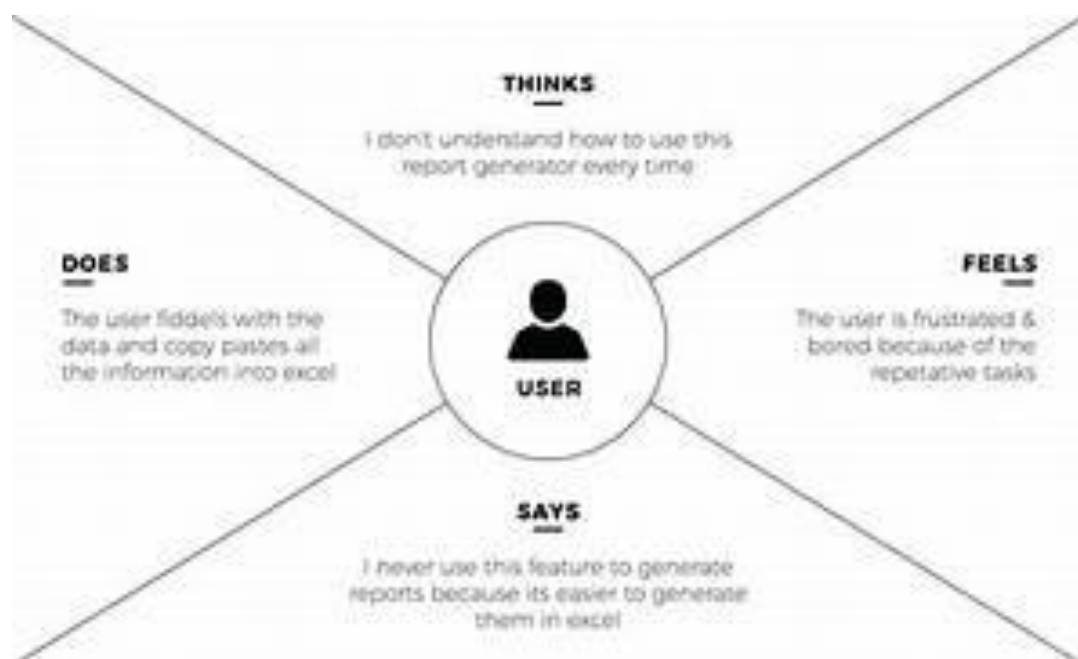 THINKS
I don't understand how to use this
report generator every time
DOES
The user fiddels with the
data and copy pastes all
the information into excel
FEELS
The user is frustrated &
bored because of the
repetative tasks
USER
SAYS
I never use this feature to generate
reports because its easier to generate
them in excel